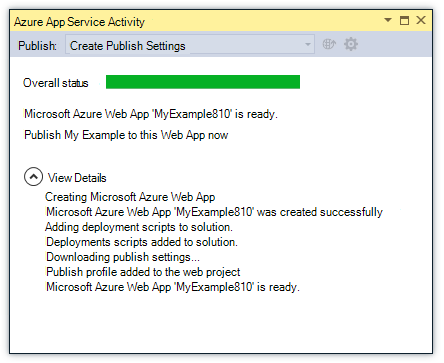 Azure App Service Activity
Publish: Create Publish Settings
Overall status
Microsoft Azure Web App 'MyExample810' is ready.
Publish My Example to this Web App now
View Details
Creating Microsoft Azure Web App
Microsoft Azure Web App 'MyExample810' was created successfully
Adding deployment scripts to solution.
Deployments scripts added to solution.
Downloading publish settings...
Publish profile added to the web project
Microsoft Azure Web App 'MyExample810' is ready.